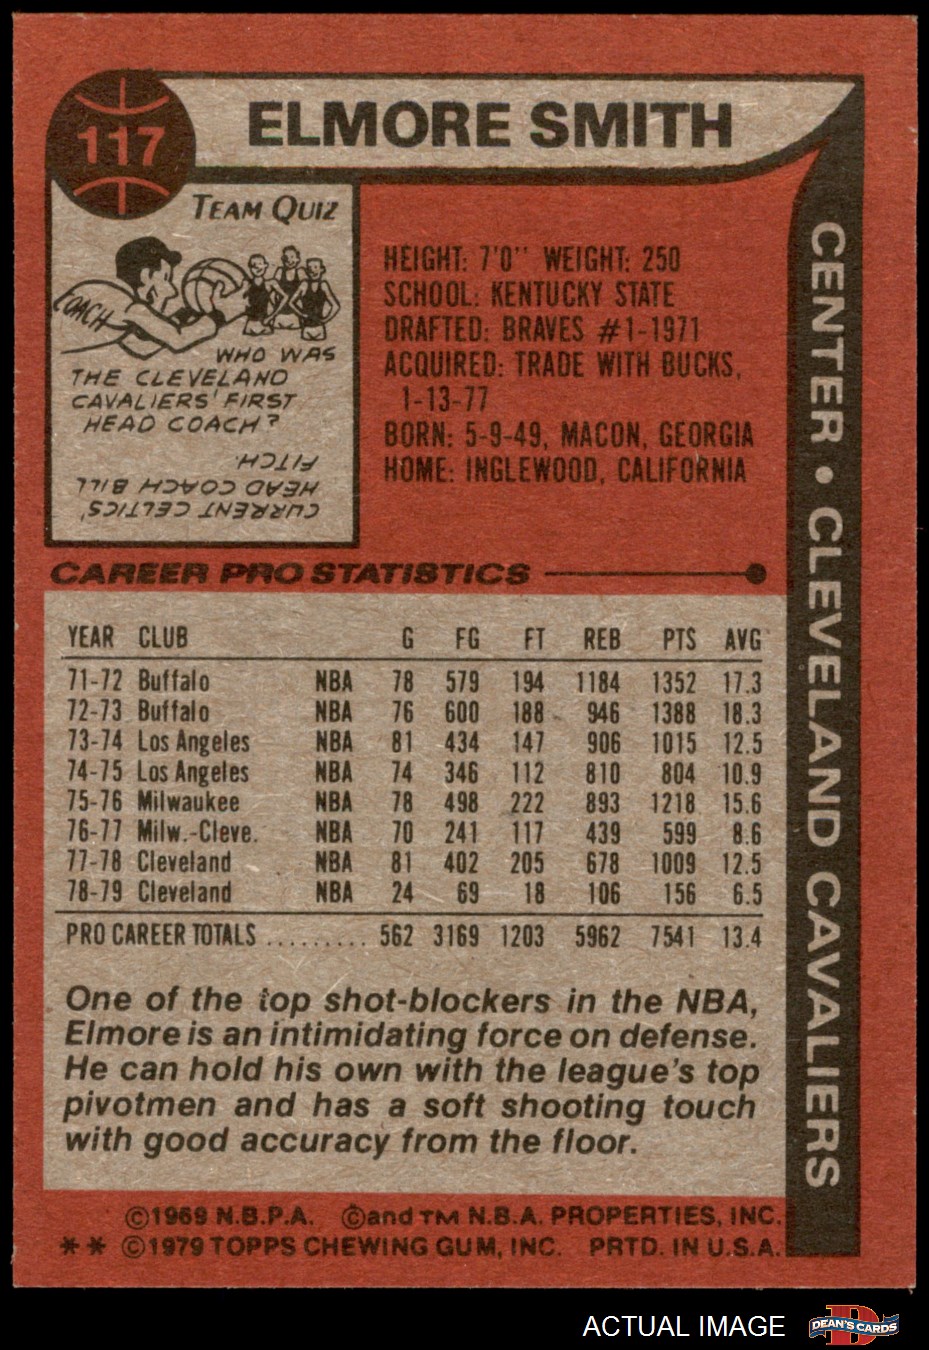 117
ELMORE SMITH
TEAM QUIZ
COACH
WHO WAS
THE CLEVELAND
CAVALIERS' FIRST
HEAD COACH?
CURRENT CELTICS'
HEAD COACH BILL
FITCH.
HEIGHT: 7'0" WEIGHT: 250
SCHOOL: KENTUCKY STATE
DRAFTED: BRAVES #1-1971
ACQUIRED: TRADE WITH BUCKS,
1-13-77
BORN: 5-9-49, MACON, GEORGIA
HOME: INGLEWOOD, CALIFORNIA
CENTER • CLEVELAND CAVALIERS
CAREER PRO STATISTICS
YEAR CLUB G FG FT REB PTS AVG
71-72 Buffalo NBA 78 579 194 1184 1352 17.3
72-73 Buffalo NBA 76 600 188 946 1388 18.3
73-74 Los Angeles NBA 81 434 147 906 1015 12.5
74-75 Los Angeles NBA 74 346 112 810 804 10.9
75-76 Milwaukee NBA 78 498 222 893 1218 15.6
76-77 Milw.-Cleve. NBA 70 241 117 439 599 8.6
77-78 Cleveland NBA 81 402 205 678 1009 12.5
78-79 Cleveland NBA 24 69 18 106 156 6.5
PRO CAREER TOTALS ......... 562 3169 1203 5962 7541 13.4
One of the top shot-blockers in the NBA,
Elmore is an intimidating force on defense.
He can hold his own with the league's top
pivotmen and has a soft shooting touch
with good accuracy from the floor.
©1969 N.B.P.A. ©and TM N.B.A. PROPERTIES, INC.
** ©1979 TOPPS CHEWING GUM, INC. PRTD. IN U.S.A.
ACTUAL IMAGE
DEAN'S CARDS